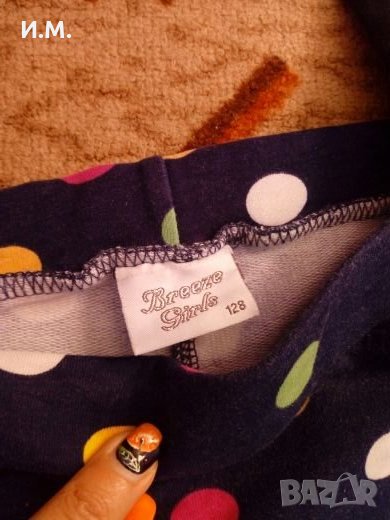 И.М.
Breeze
Girls
128
BAZAR